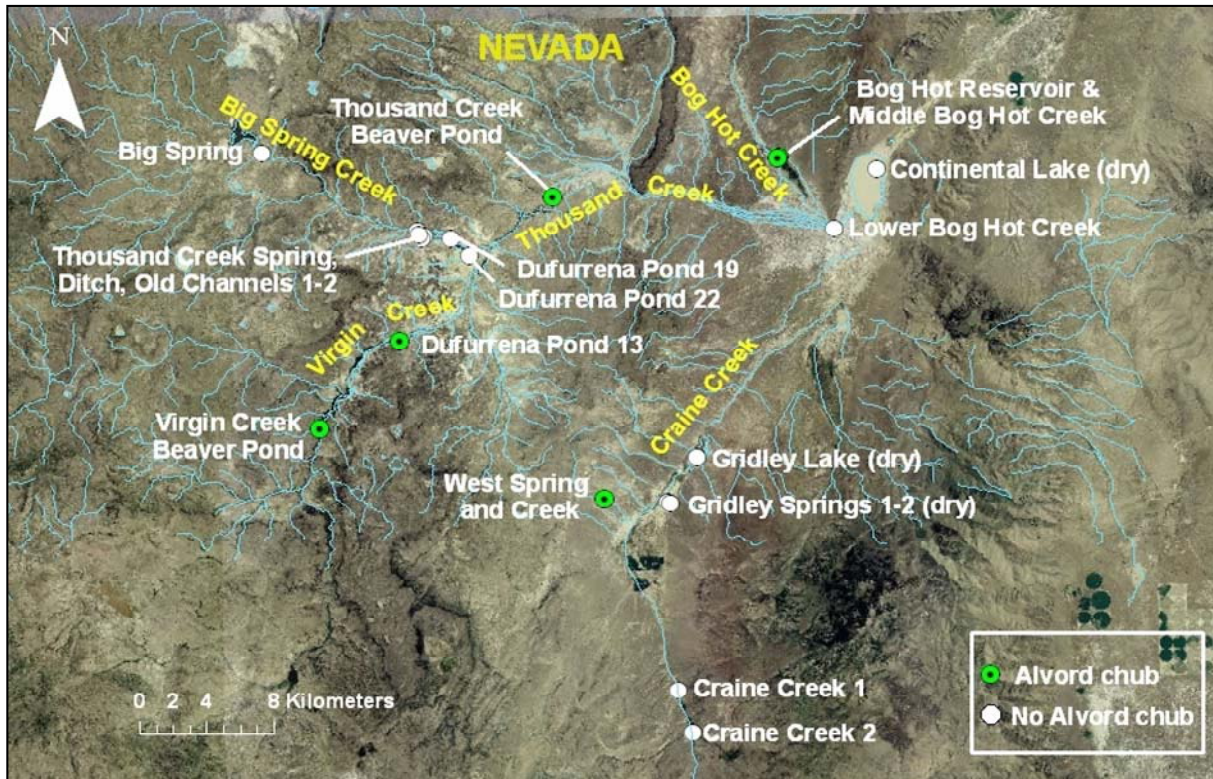 N
NEVADA
Thousand Creek
Beaver Pond
Bog Hot Creek
Bog Hot Reservoir &
Middle Bog Hot Creek
Big Spring
Big Spring Creek
Continental Lake (dry)
Thousand Creek
Lower Bog Hot Creek
Thousand Creek Spring,
Ditch, Old Channels 1-2
Dufurrena Pond 19
Dufurrena Pond 22
Virgin Creek
Dufurrena Pond 13
Craine Creek
Virgin Creek
Beaver Pond
Gridley Lake (dry)
West Spring
and Creek
Gridley Springs 1-2 (dry)
Craine Creek 1
Craine Creek 2
0 2 4 8 Kilometers
Alvord chub
No Alvord chub